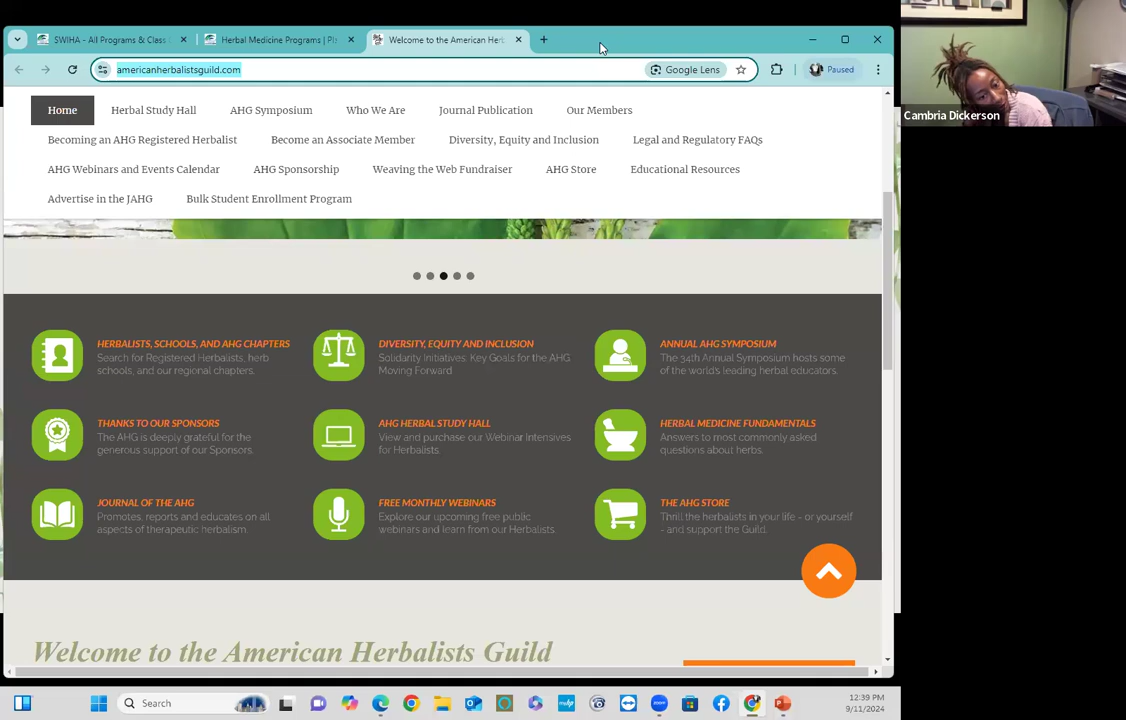 SWIHA - All Programs & Class
Herbal Medicine Programs | Ph
Welcome to the American Herb
americanherbalistsguild.com
Google Lens
Paused
Home
Herbal Study Hall
AHG Symposium
Who We Are
Journal Publication
Our Members
Becoming an AHG Registered Herbalist
Become an Associate Member
Diversity, Equity and Inclusion
Legal and Regulatory FAQs
AHG Webinars and Events Calendar
AHG Sponsorship
Weaving the Web Fundraiser
AHG Store
Educational Resources
Advertise in the JAHG
Bulk Student Enrollment Program
HERBALISTS, SCHOOLS, AND AHG CHAPTERS
Search for Registered Herbalists, herb
schools, and our regional chapters.
DIVERSITY, EQUITY AND INCLUSION
Solidarity Initiatives. Key Goals for the AHG
Moving Forward
ANNUAL AHG SYMPOSIUM
The 34th Annual Symposium hosts some
of the world's leading herbal educators.
THANKS TO OUR SPONSORS
The AHG is deeply grateful for the
generous support of our Sponsors.
AHG HERBAL STUDY HALL
View and purchase our Webinar Intensives
for Herbalists.
HERBAL MEDICINE FUNDAMENTALS
Answers to most commonly asked
questions about herbs.
JOURNAL OF THE AHG
Promotes, reports and educates on all
aspects of therapeutic herbalism.
FREE MONTHLY WEBINARS
Explore our upcoming free public
webinars and learn from our Herbalists.
THE AHG STORE
Thrill the herbalists in your life - or yourself
- and support the Guild.
Welcome to the American Herbalists Guild
Search
12:39 PM
9/11/2024
Cambria Dickerson